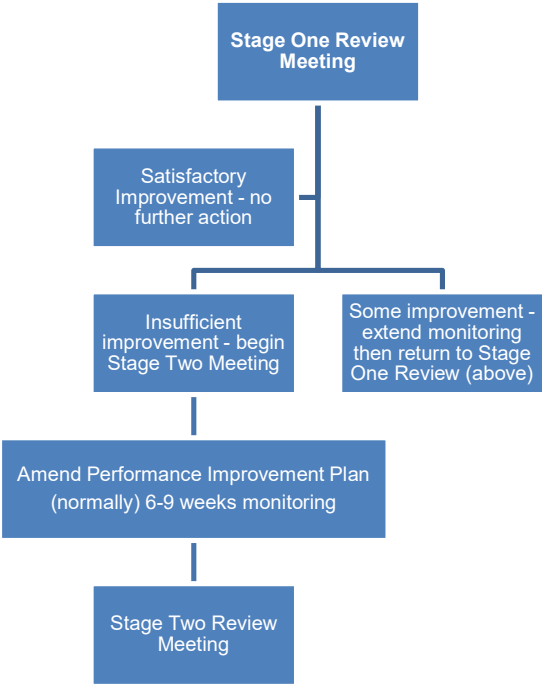 Stage One Review
Meeting
Satisfactory
Improvement - no
further action
Insufficient
improvement - begin
Stage Two Meeting
Some improvement -
extend monitoring
then return to Stage
One Review (above)
Amend Performance Improvement Plan
(normally) 6-9 weeks monitoring
Stage Two Review
Meeting